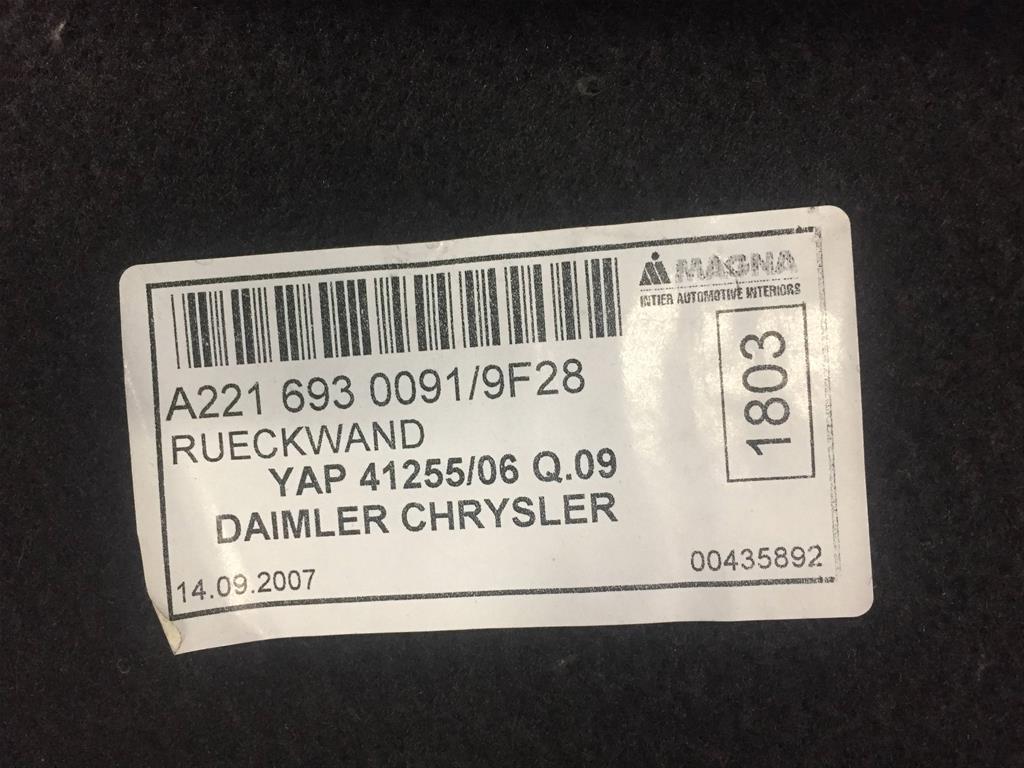 MAGNA
INTIER AUTOMOTIVE INTERIORS
1803
A221 693 0091/9F28
RUECKWAND
YAP 41255/06 Q.09
DAIMLER CHRYSLER
14.09.2007
00435892